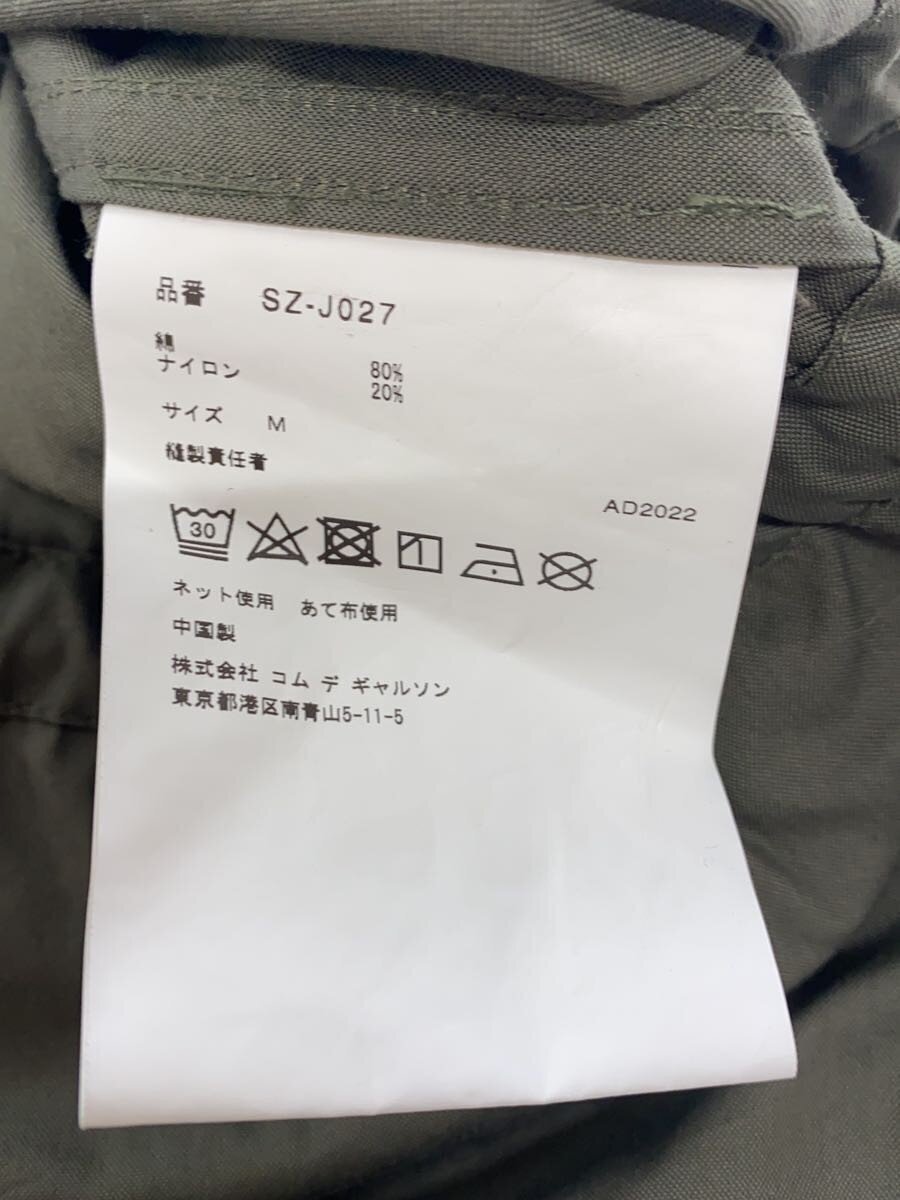 品番 SZ-J027
綿 80%
ナイロン 20%
サイズ M
縫製責任者
AD2022
30
1
ネット使用 あて布使用
中国製
株式会社 コム デ ギャルソン
東京都港区南青山5-11-5